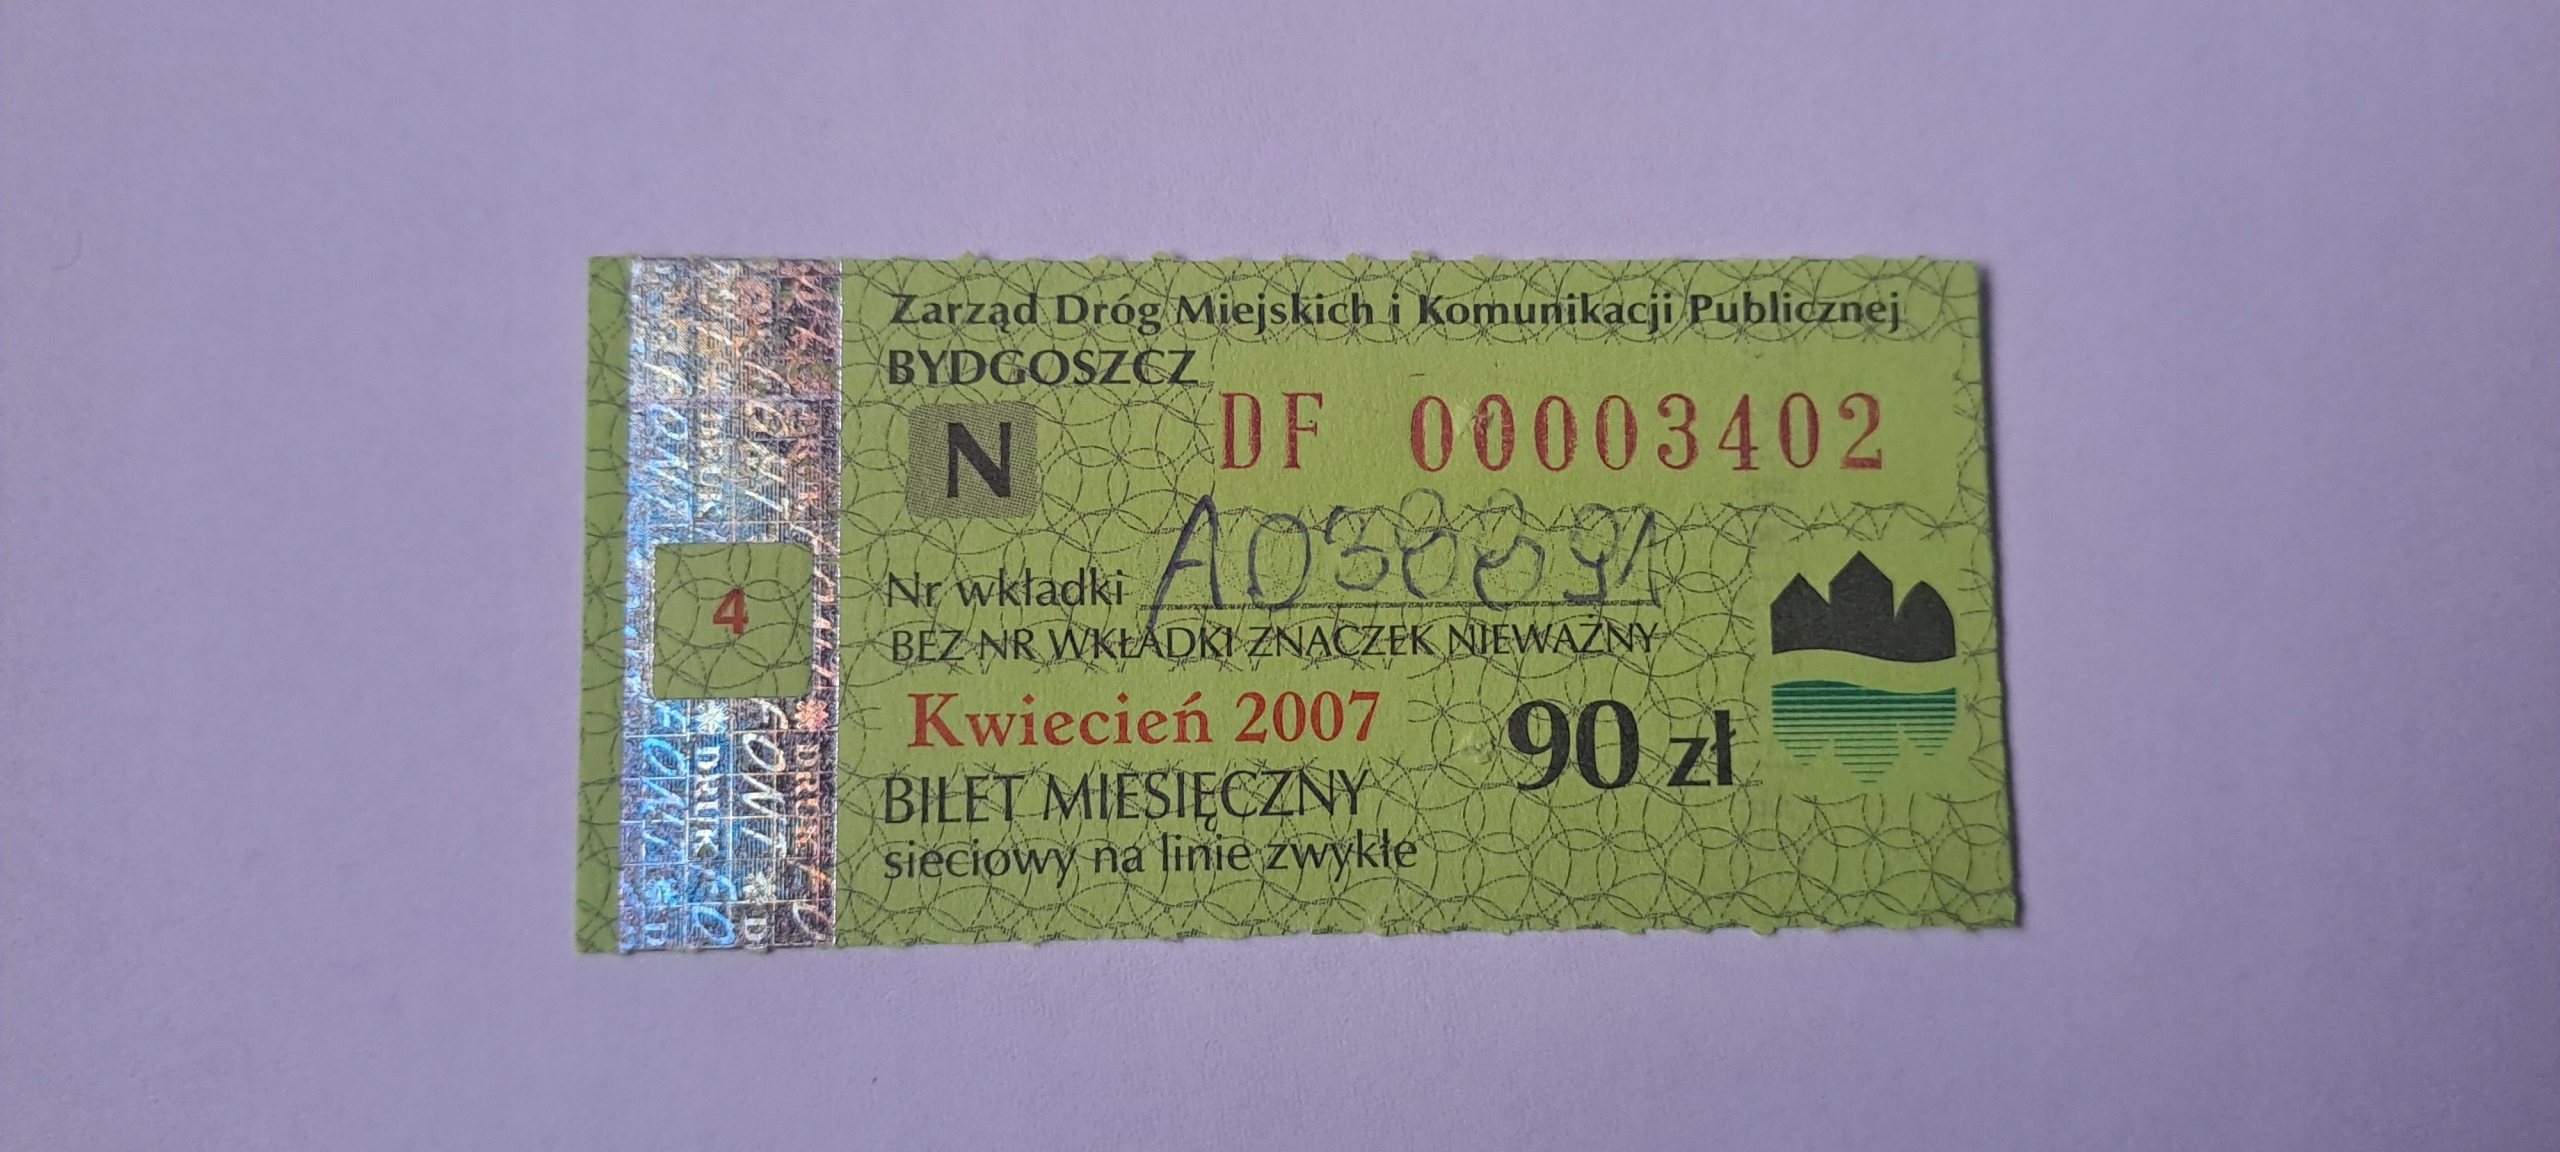 Zarząd Dróg Miejskich i Komunikacji Publicznej
BYDGOSZCZ
N
DF 00003402
4
Nr wkładki A038891
BEZ NR WKŁADKI ZNACZEK NIEWAŻNY
Kwiecień 2007
90 zł
BILET MIESIĘCZNY
sieciowy na linie zwykłe